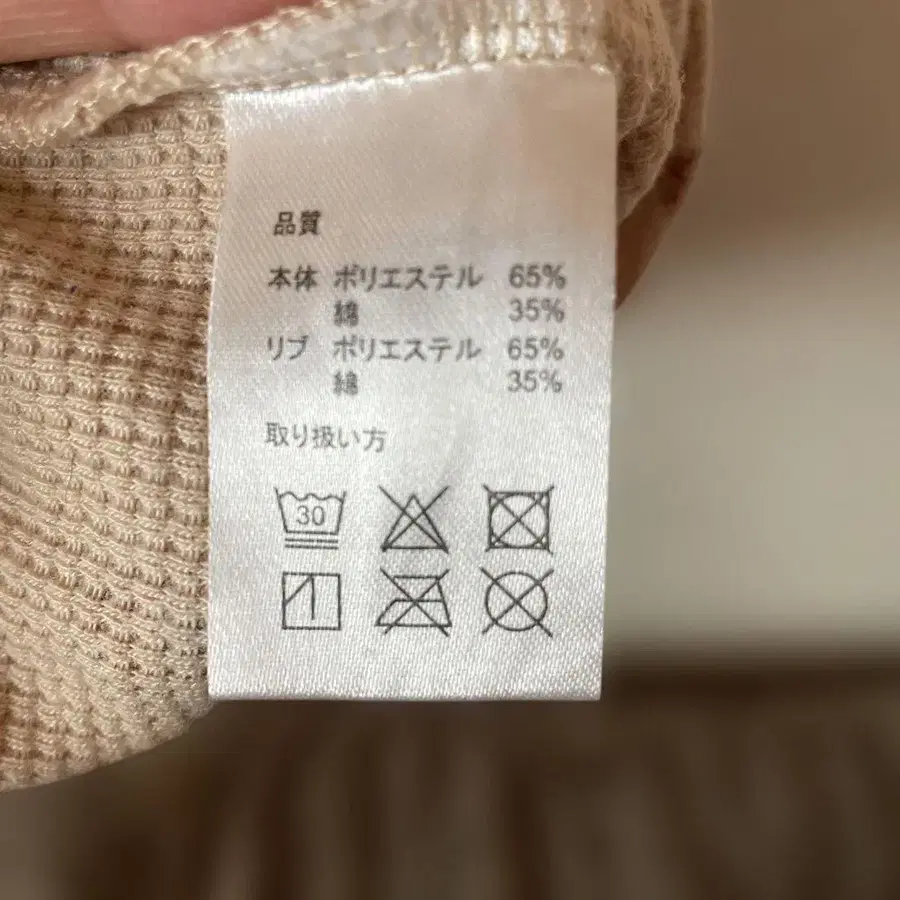 品質
本体 ポリエステル 65%
綿 35%
リブ ポリエステル 65%
綿 35%
取り扱い方
30